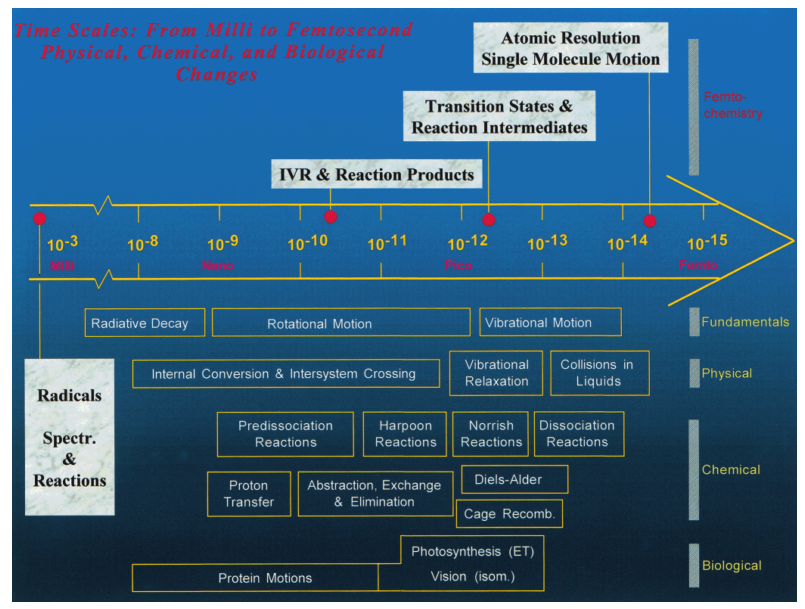 Time Scales: From Milli to Femtosecond
Physical, Chemical, and Biological
Changes
Atomic Resolution
Single Molecule Motion
Femto-
chemistry
Transition States &
Reaction Intermediates
IVR & Reaction Products
10-3 10-8 10-9 10-10 10-11 10-12 10-13 10-14 10-15
Milli Nano Pico Femto
Radiative Decay
Rotational Motion
Vibrational Motion
Fundamentals
Internal Conversion & Intersystem Crossing
Vibrational
Relaxation
Collisions in
Liquids
Physical
Radicals
Spectr.
&
Reactions
Predissociation
Reactions
Harpoon
Reactions
Norrish
Reactions
Dissociation
Reactions
Proton
Transfer
Abstraction, Exchange
& Elimination
Diels-Alder
Cage Recomb.
Chemical
Photosynthesis (ET)
Vision (isom.)
Protein Motions
Biological